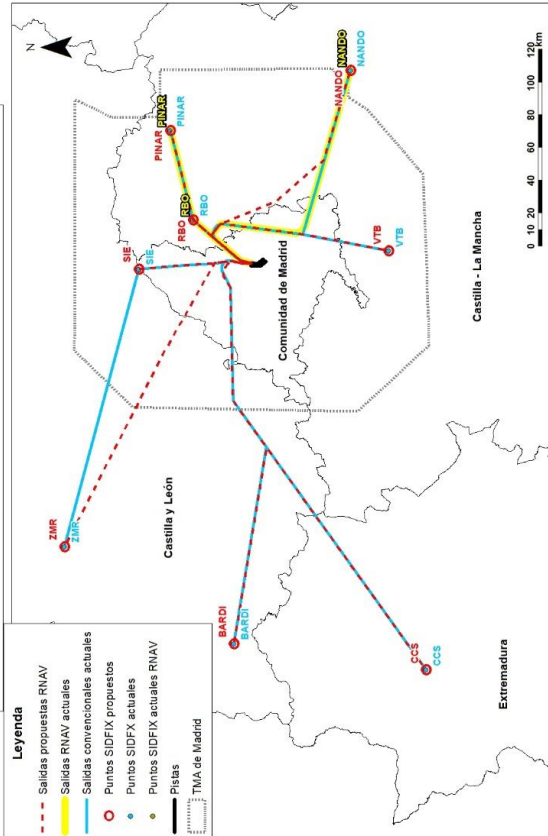 Leyenda
Salidas propuestas RNAV
Salidas RNAV actuales
Salidas convencionales actuales
Puntos SIDFIX propuestos
Puntos SIDFX actuales
Puntos SIDFIX actuales RNAV
Pistas
TMA de Madrid
N
ZMR
ZMR
SIE
SIE
PINAR
PINAR
PINAR
RBO
RBO
RBO
NANDO
NANDO
NANDO
VTB
VTB
BARDI
BARDI
CCS
CCS
Castilla y León
Comunidad de Madrid
Castilla - La Mancha
Extremadura
0 10 20 40 60 80 100 120
km